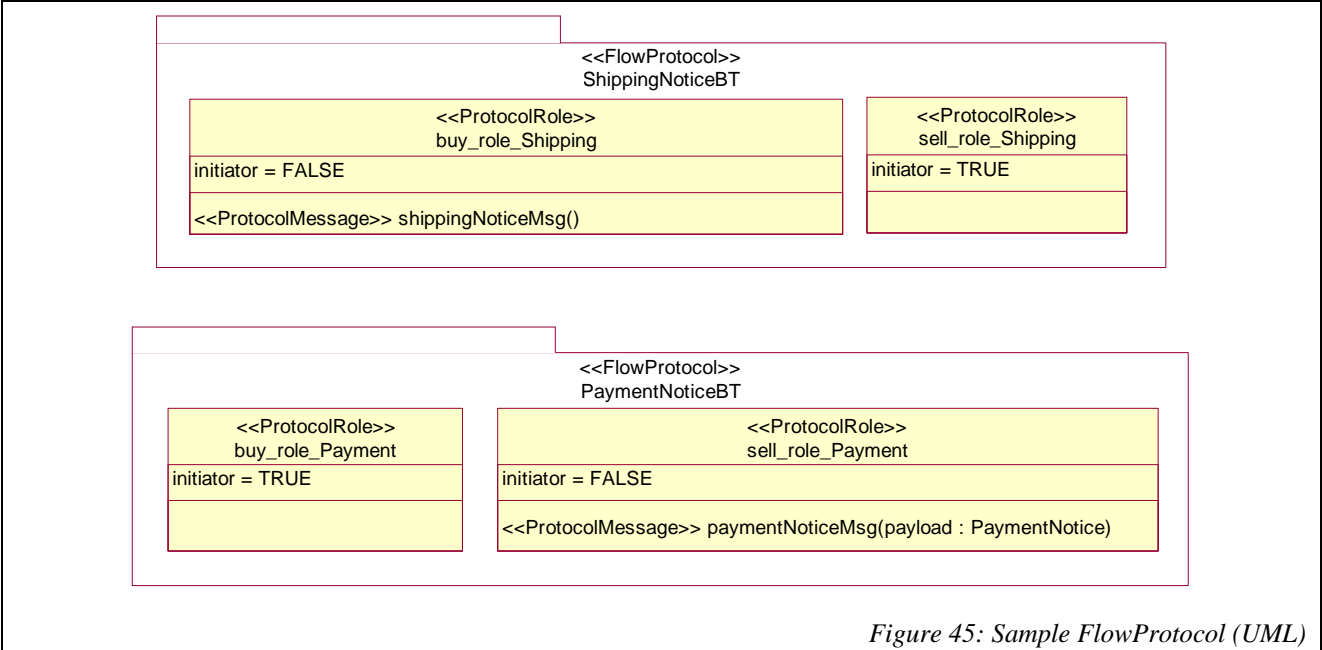 <<FlowProtocol>>
ShippingNoticeBT
<<ProtocolRole>>
buy_role_Shipping
initiator = FALSE
<<ProtocolMessage>> shippingNoticeMsg()
<<ProtocolRole>>
sell_role_Shipping
initiator = TRUE
<<FlowProtocol>>
PaymentNoticeBT
<<ProtocolRole>>
buy_role_Payment
initiator = TRUE
<<ProtocolRole>>
sell_role_Payment
initiator = FALSE
<<ProtocolMessage>> paymentNoticeMsg(payload : PaymentNotice)
Figure 45: Sample FlowProtocol (UML)